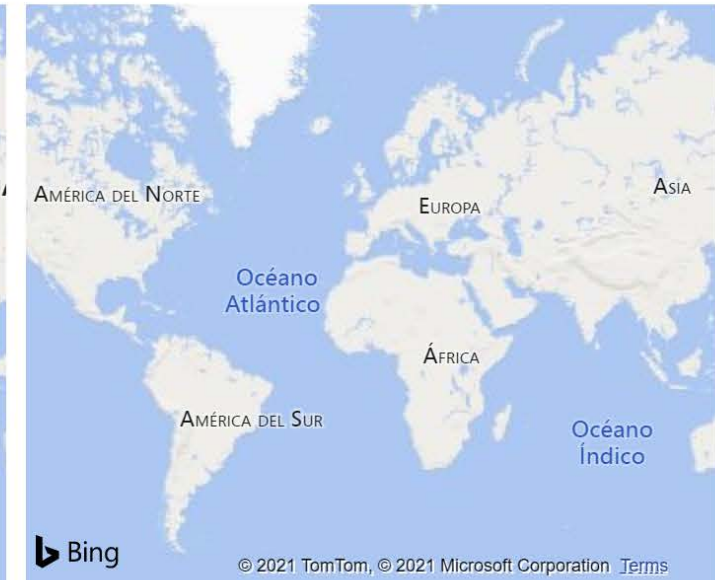 AMÉRICA DEL NORTE
EUROPA
ASIA
Océano
Atlántico
ÁFRICA
AMÉRICA DEL SUR
Océano
Índico
Bing
© 2021 TomTom, © 2021 Microsoft Corporation Terms